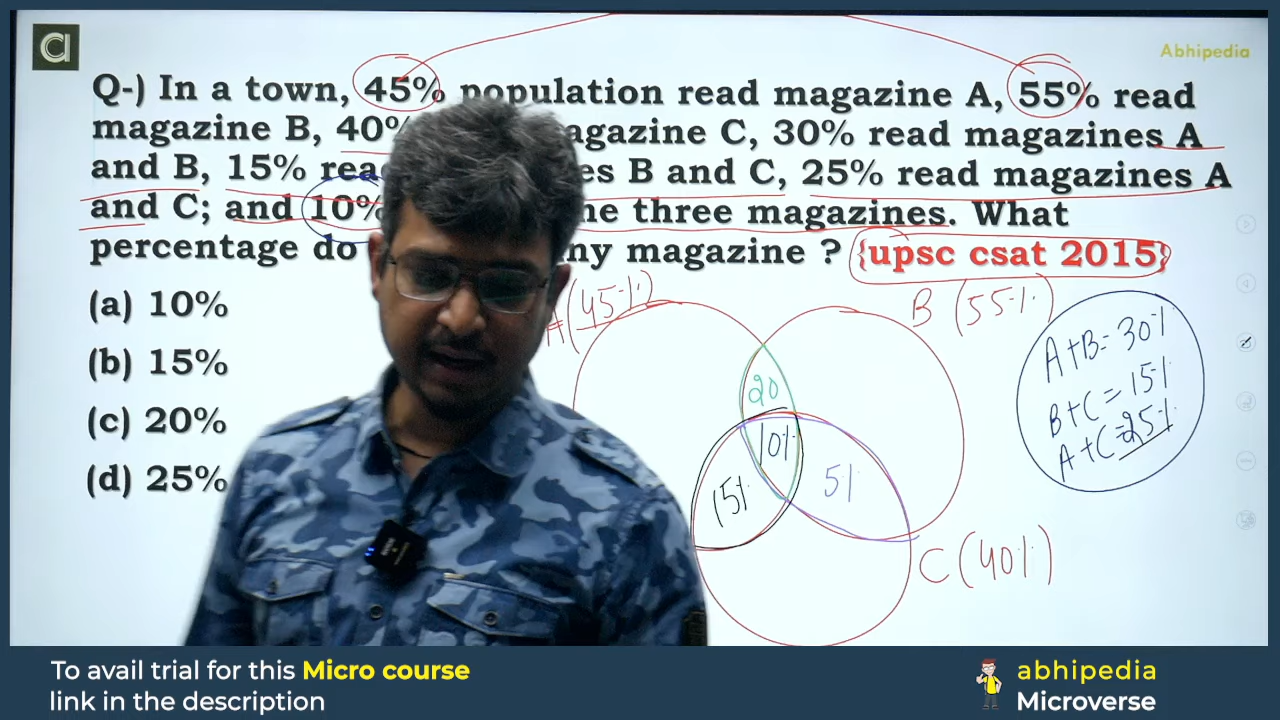 Abhipedia
Q-) In a town, 45% population read magazine A, 55% read
magazine B, 40% agazine C, 30% read magazines A
and B, 15% rea es B and C, 25% read magazines A
and C; and 10% he three magazines. What
percentage do ny magazine ? {upsc csat 2015}
(a) 10%
(b) 15%
(c) 20%
(d) 25%
A (45%)
B (55%)
A+B=30%
B+C=15%
A+C=25%
20
10%
15%
5%
C (40%)
To avail trial for this Micro course
link in the description
abhipedia
Microverse